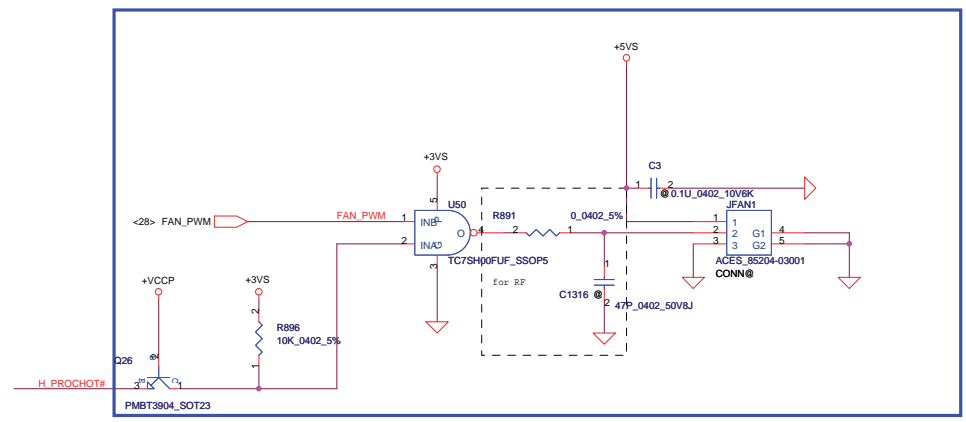 +5VS
C3
1 2
@ 0.1U_0402_10V6K
+3VS
5
U50
<28> FAN_PWM
FAN_PWM
1
INB
P
O
4
2
INA
G
3
TC7SH00FUF_SSOP5
R891
0_0402_5%
2
1
for RF
1
C1316 @
2
47P_0402_50V8J
JFAN1
1 1
2 2
3 3
G1 4
G2 5
ACES_85204-03001
CONN@
+VCCP
+3VS
2
R896
10K_0402_5%
1
Q26
2
B
H_PROCHOT#
3
E
C
1
PMBT3904_SOT23